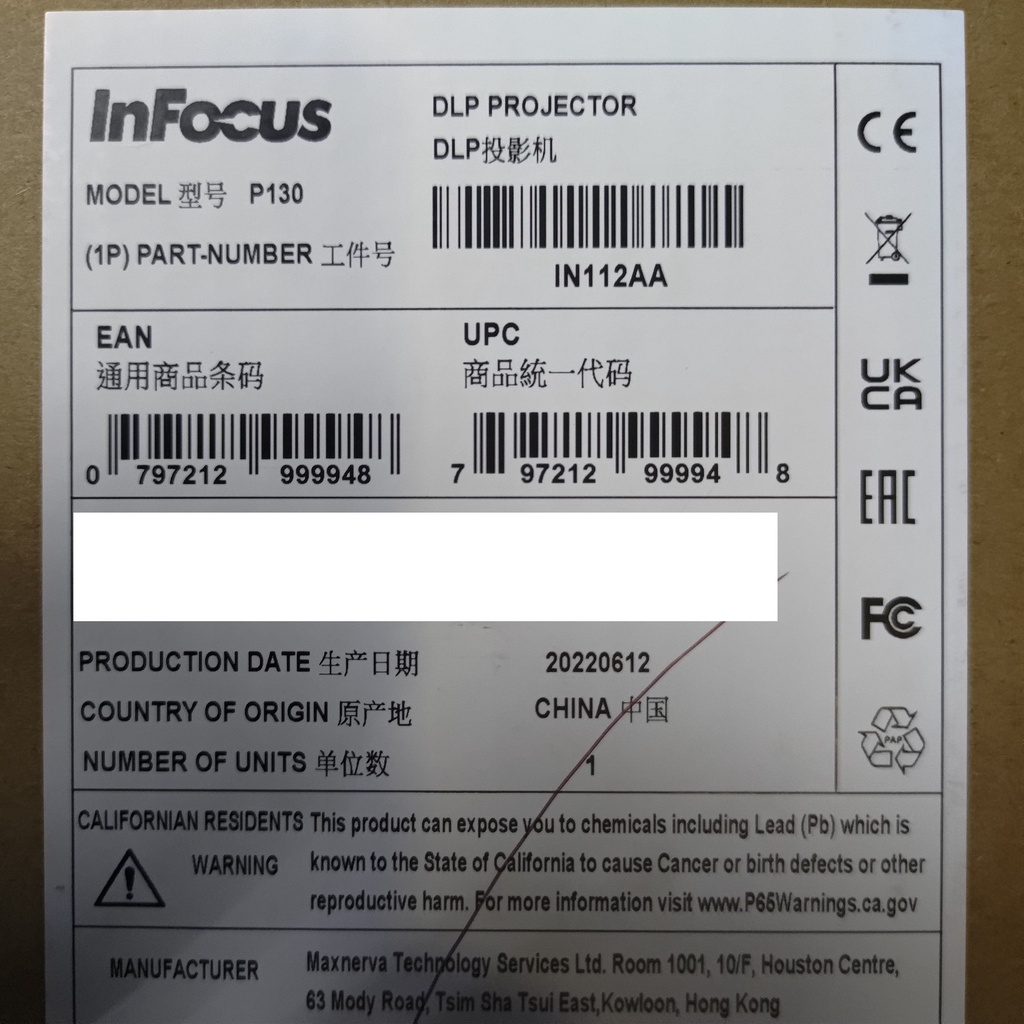 InFocus
DLP PROJECTOR
DLP投影机
MODEL 型号 P130
(1P) PART-NUMBER 工件号
IN112AA
EAN
通用商品条码
0 797212 999948
UPC
商品統一代码
7 97212 99994 8
PRODUCTION DATE 生产日期 20220612
COUNTRY OF ORIGIN 原产地 CHINA 中国
NUMBER OF UNITS 单位数 1
CE
UK
CA
EAC
FC
PAP
CALIFORNIAN RESIDENTS This product can expose you to chemicals including Lead (Pb) which is
WARNING known to the State of California to cause Cancer or birth defects or other
reproductive harm. For more information visit www.P65Warnings.ca.gov
MANUFACTURER Maxnerva Technology Services Ltd. Room 1001, 10/F, Houston Centre,
63 Mody Road, Tsim Sha Tsui East,Kowloon, Hong Kong